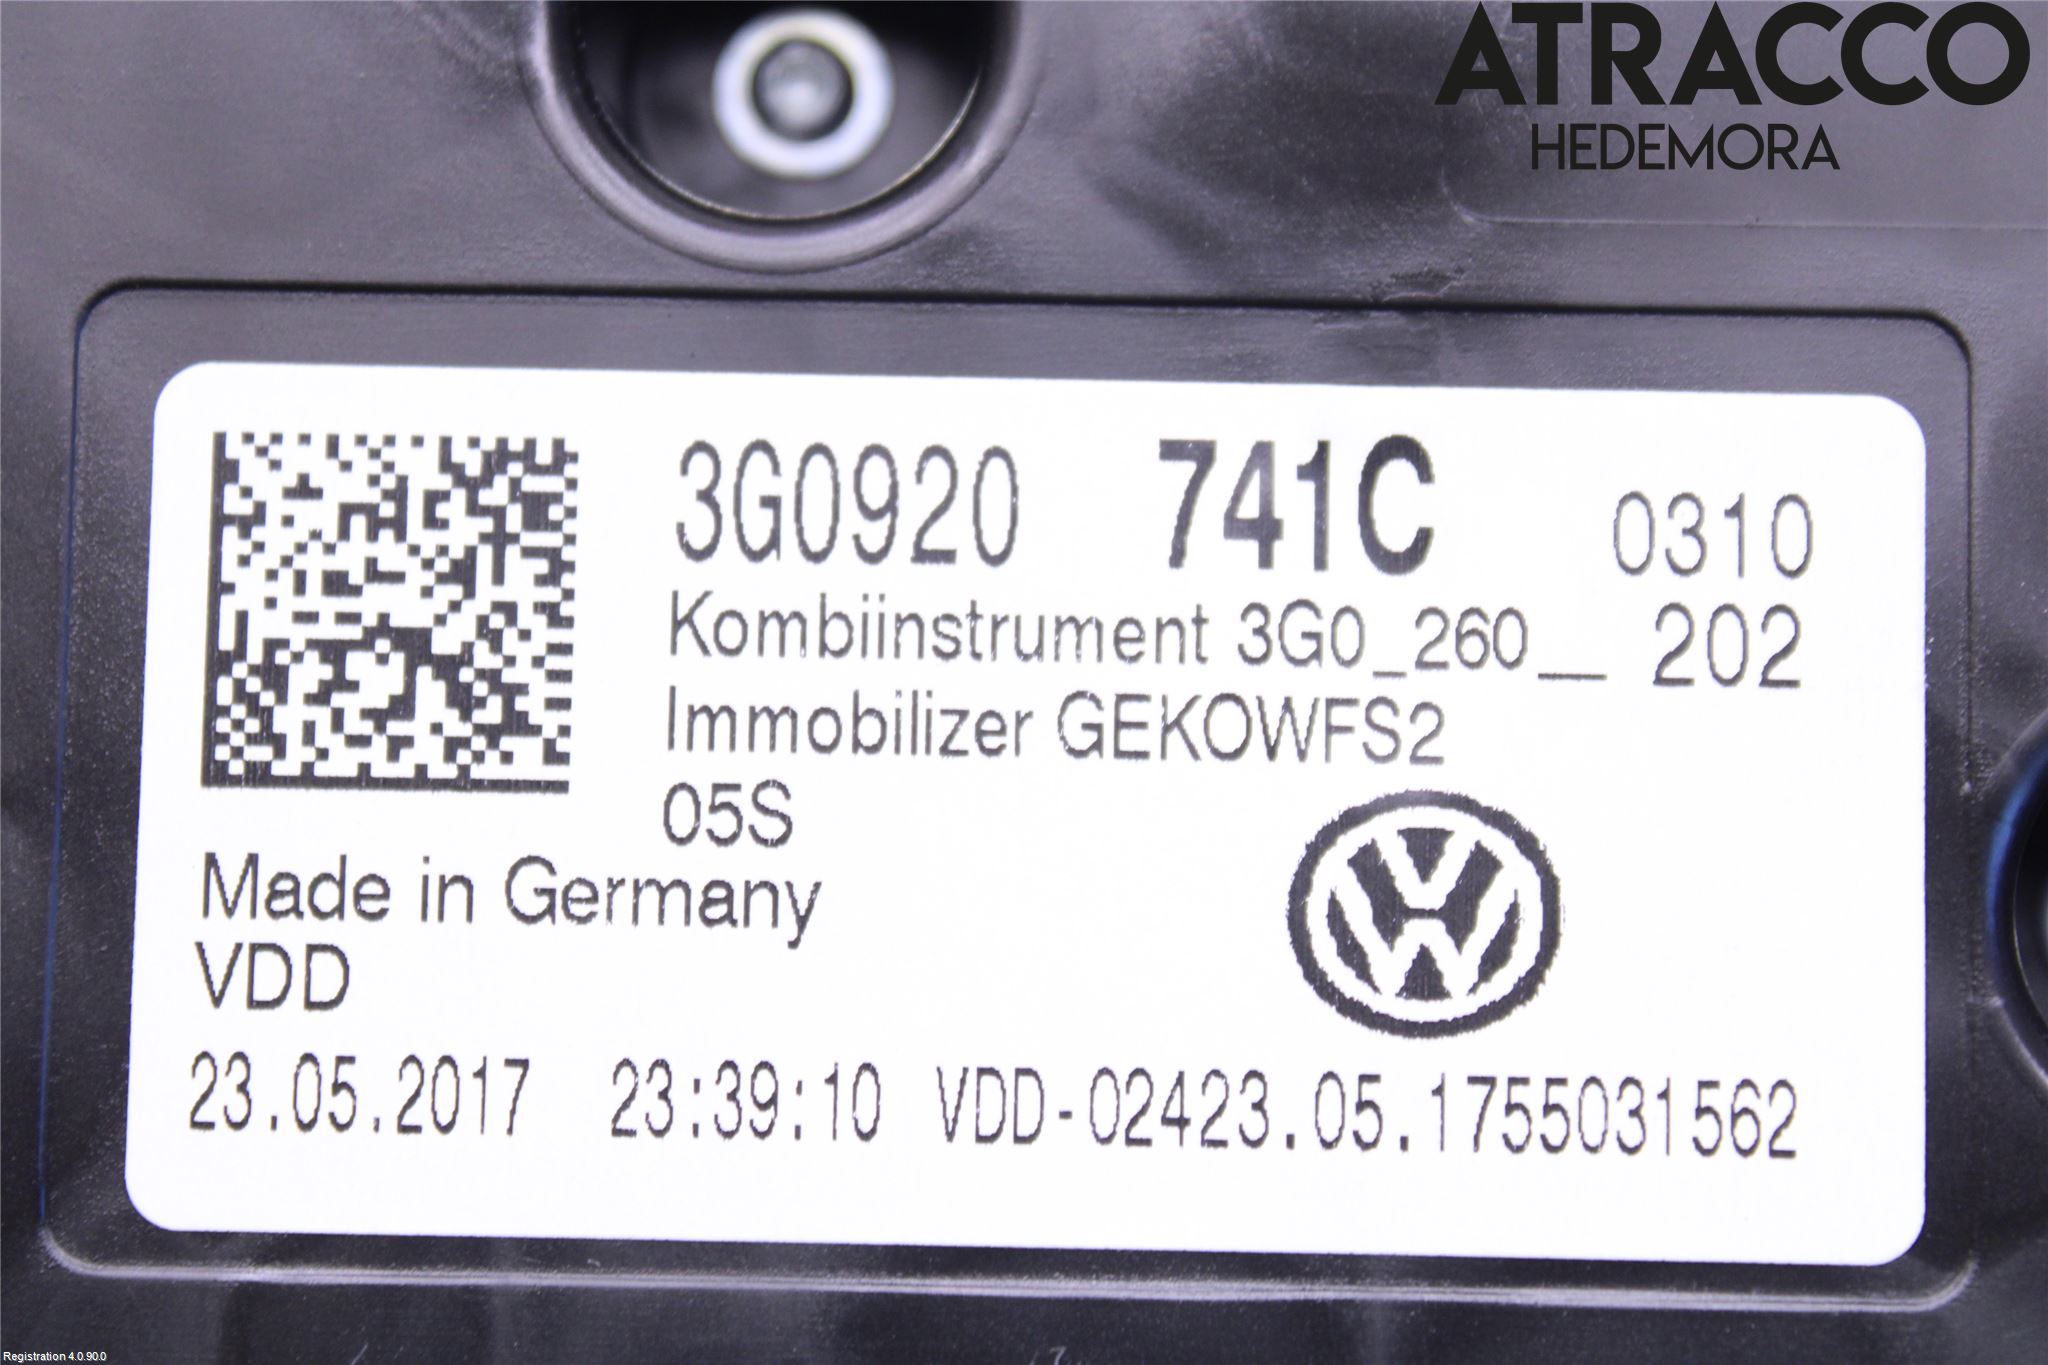 ATRACCO
HEDEMORA
3G0920 741C 0310
Kombiinstrument 3G0_260__ 202
Immobilizer GEKOWFS2
05S
Made in Germany
VDD
23.05.2017 23:39:10 VDD-02423.05.1755031562
Registration 4.0.90.0